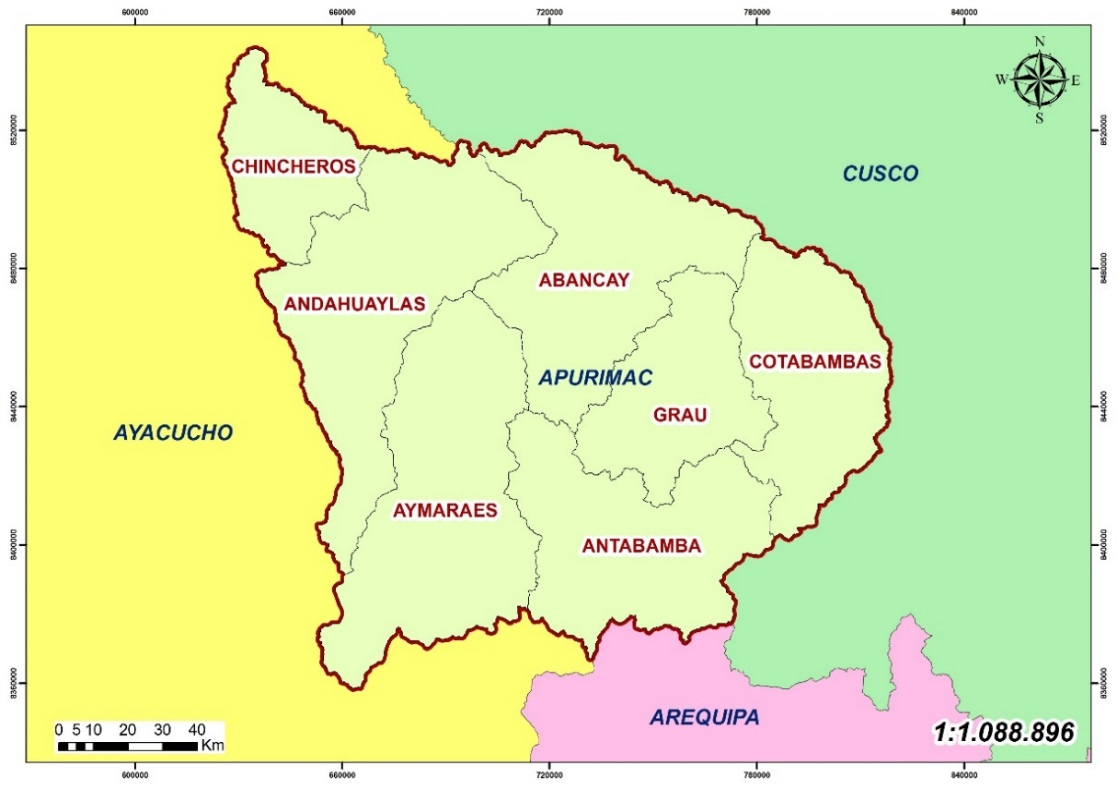 600000 660000 720000 780000 840000
N
W E
S
8520000 8520000
CHINCHEROS
CUSCO
8480000 8480000
ABANCAY
ANDAHUAYLAS
COTABAMBAS
APURIMAC
8440000 8440000
GRAU
AYACUCHO
AYMARAES
ANTABAMBA
8400000 8400000
8360000 8360000
AREQUIPA
0 5 10 20 30 40
Km
1:1.088.896
600000 660000 720000 780000 840000